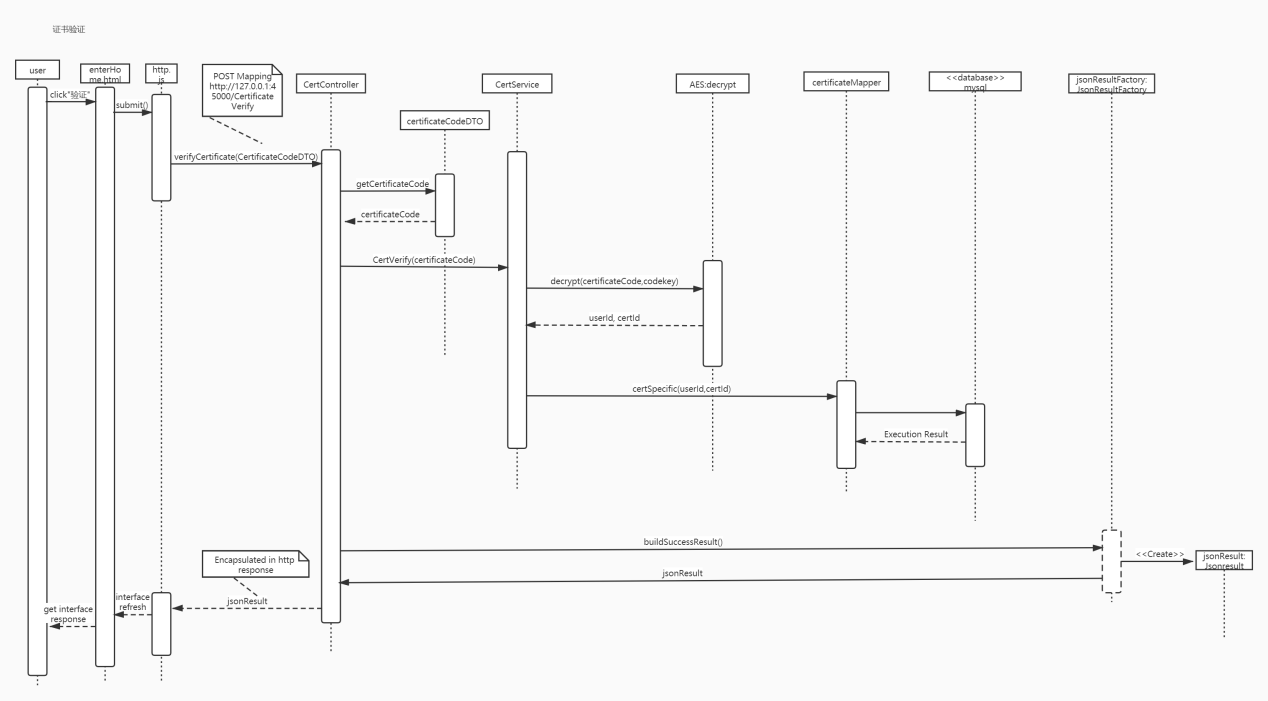 证书验证
user
enterHo
me.html
http.
js
POST Mapping
http://127.0.0.1:4
5000/Certificate
Verify
CertController
certificateCodeDTO
CertService
AES:decrypt
certificateMapper
<<database>>
mysql
jsonResultFactory:
JsonResultFactory
click"验证"
submit()
verifyCertificate(CertificateCodeDTO)
getCertificateCode
certificateCode
CertVerify(certificateCode)
decrypt(certificateCode,codekey)
userId, certId
certSpecific(userId,certId)
Execution Result
buildSuccessResult()
<<Create>>
jsonResult:
Jsonresult
jsonResult
Encapsulated in http
response
jsonResult
interface
refresh
get interface
response